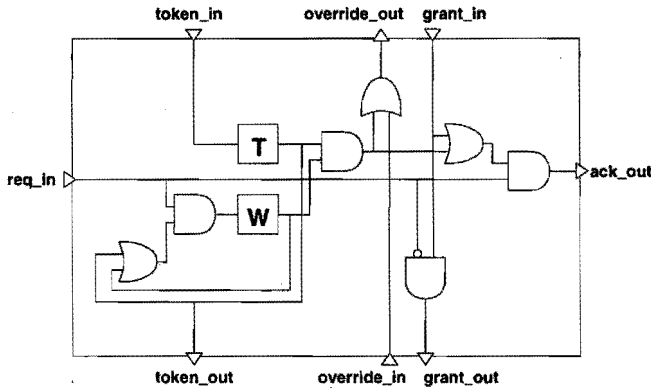 token_in override_out grant_in
T
req_in
ack_out
W
token_out override_in grant_out